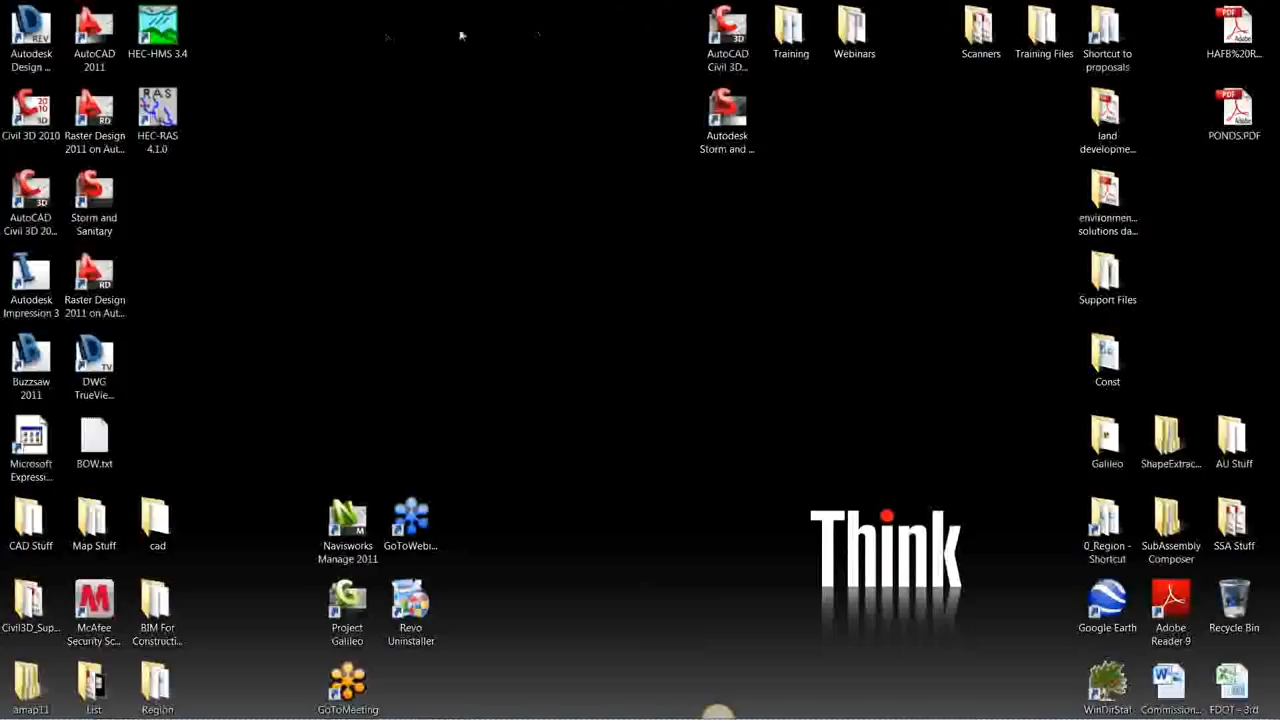 Autodesk
Design ...
AutoCAD
2011
HEC-HMS 3.4
AutoCAD
Civil 3D...
Training
Webinars
Scanners
Training Files
Shortcut to
proposals
HAFB%20R...
Civil 3D 2010
Raster Design
2011 on Aut...
HEC-RAS
4.1.0
Autodesk
Storm and ...
land
developme...
PONDS.PDF
AutoCAD
Civil 3D 20...
Storm and
Sanitary
environmen...
solutions da...
Autodesk
Impression 3
Raster Design
2011 on Aut...
Support Files
Buzzsaw
2011
DWG
TrueVie...
Const
Microsoft
Expressi...
BOW.txt
Galileo
ShapeExtrac...
AU Stuff
CAD Stuff
Map Stuff
cad
Navisworks
Manage 2011
GoToWebi...
Think
0_Region -
Shortcut
SubAssembly
Composer
SSA Stuff
Civil3D_Sup...
McAfee
Security Sc...
BIM For
Constructi...
Project
Galileo
Revo
Uninstaller
Google Earth
Adobe
Reader 9
Recycle Bin
amap11
List
Region
GoToMeeting
WinDirStat
Commission...
FDOT - 3rd